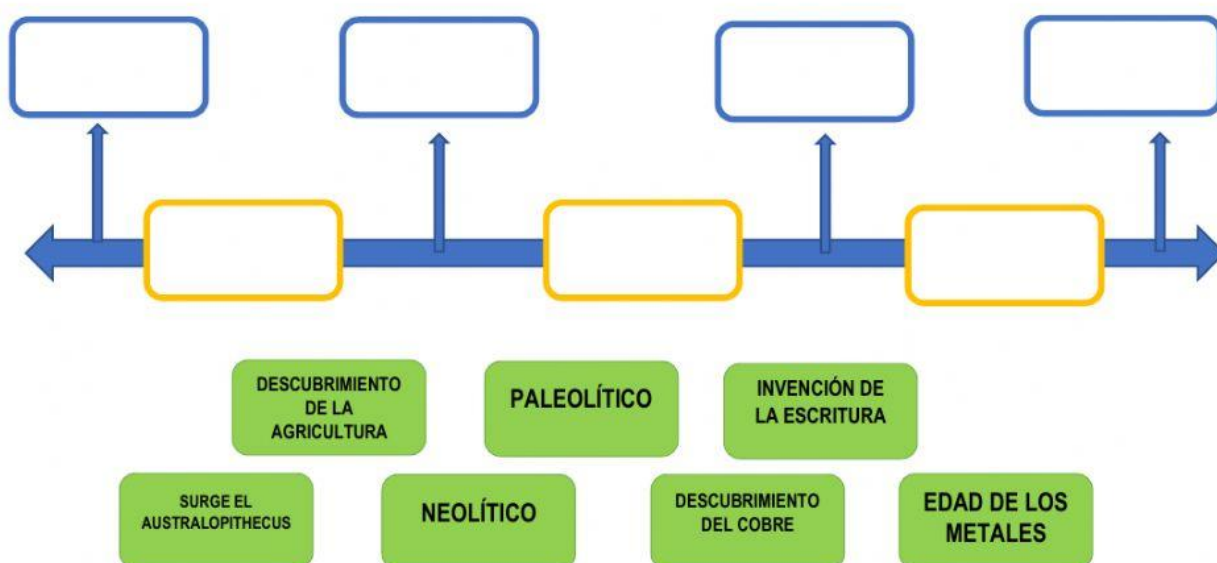 DESCUBRIMIENTO
DE LA
AGRICULTURA
PALEOLÍTICO
INVENCIÓN DE
LA ESCRITURA
SURGE EL
AUSTRALOPITHECUS
NEOLÍTICO
DESCUBRIMIENTO
DEL COBRE
EDAD DE LOS
METALES